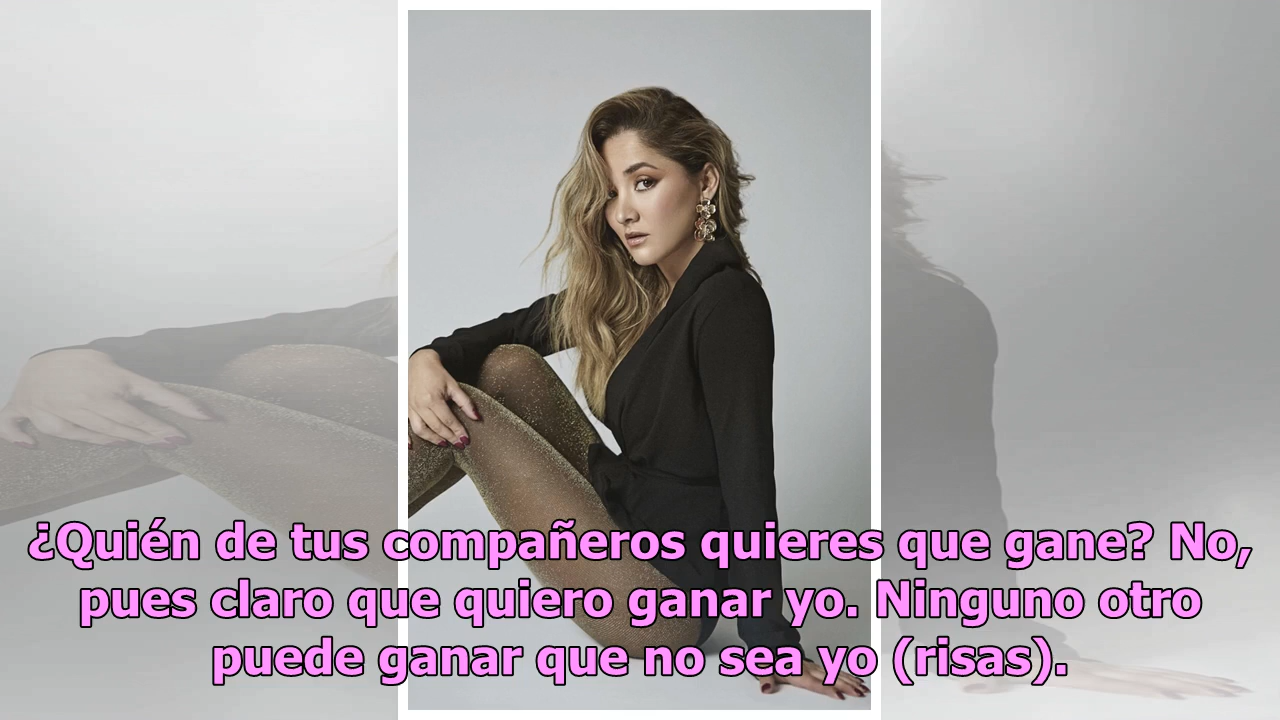 ¿Quién de tus compañeros quieres que gane? No,
pues claro que quiero ganar yo. Ninguno otro
puede ganar que no sea yo (risas).